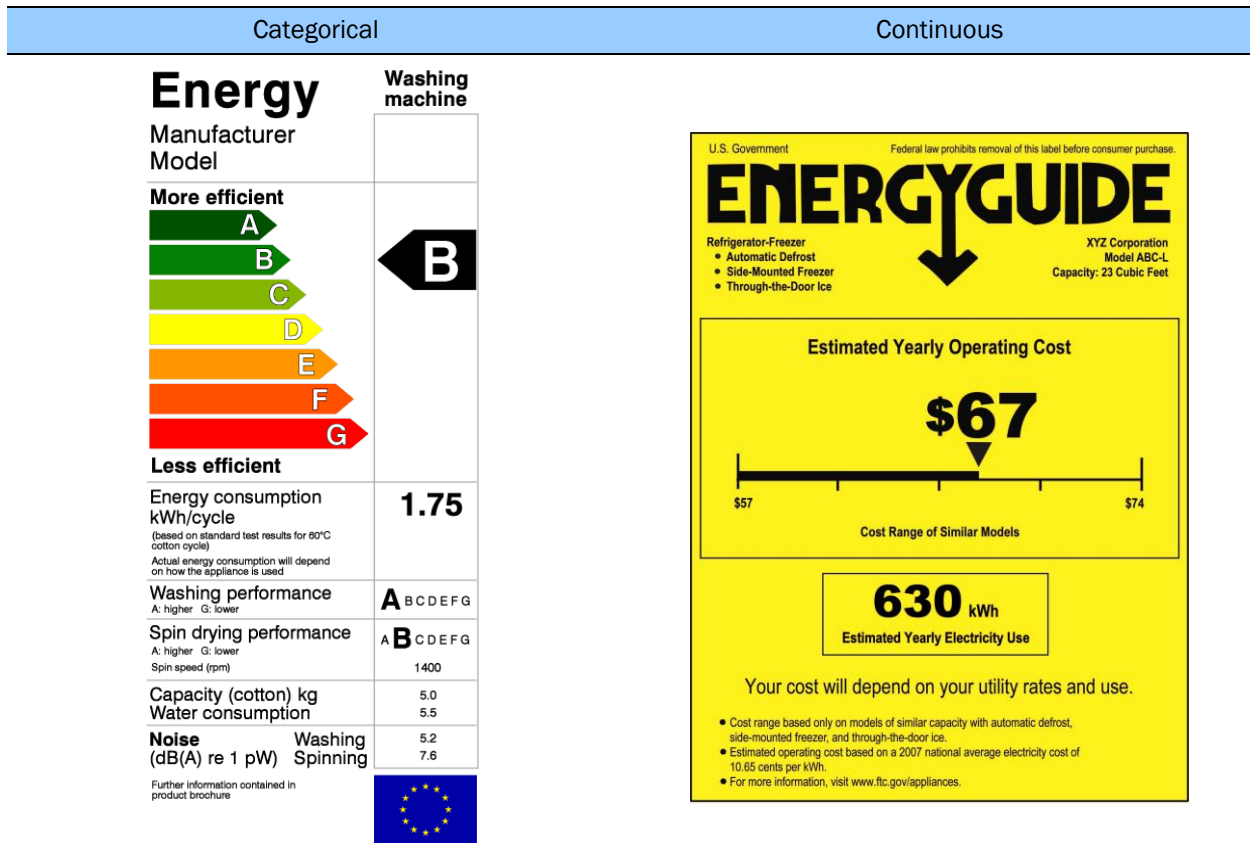 Categorical
Continuous
Energy
Washing
machine
Manufacturer
Model
More efficient
A
B
B
C
D
E
F
G
Less efficient
Energy consumption
kWh/cycle
1.75
(based on standard test results for 60°C
cotton cycle)
Actual energy consumption will depend
on how the appliance is used
Washing performance
A: higher G: lower
A B C D E F G
Spin drying performance
A: higher G: lower
A B C D E F G
Spin speed (rpm)
1400
Capacity (cotton) kg
5.0
Water consumption
5.5
Noise Washing
5.2
(dB(A) re 1 pW) Spinning
7.6
Further information contained in
product brochure
U.S. Government
Federal law prohibits removal of this label before consumer purchase.
ENERGYGUIDE
Refrigerator-Freezer
• Automatic Defrost
• Side-Mounted Freezer
• Through-the-Door Ice
XYZ Corporation
Model ABC-L
Capacity: 23 Cubic Feet
Estimated Yearly Operating Cost
$67
$57
$74
Cost Range of Similar Models
630 kWh
Estimated Yearly Electricity Use
Your cost will depend on your utility rates and use.
• Cost range based only on models of similar capacity with automatic defrost,
side-mounted freezer, and through-the-door ice.
• Estimated operating cost based on a 2007 national average electricity cost of
10.65 cents per kWh.
• For more information, visit www.ftc.gov/appliances.